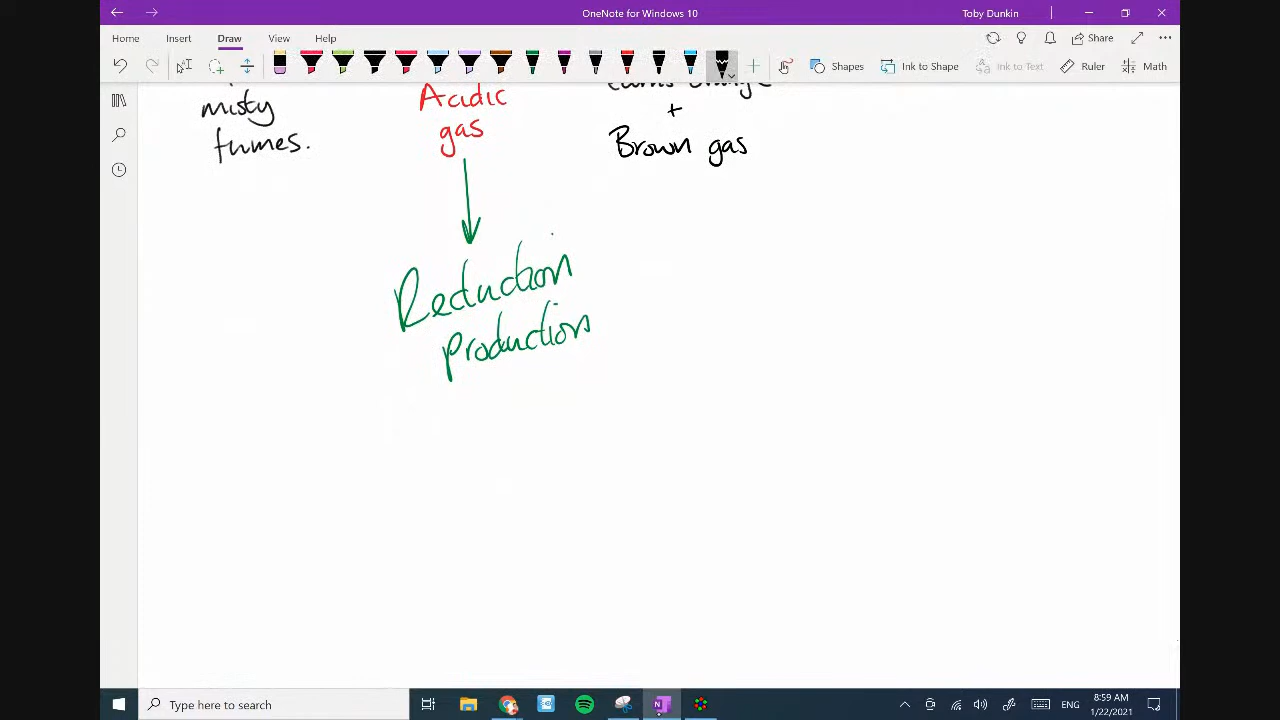 OneNote for Windows 10
Toby Dunkin
Home Insert Draw View Help
Share
Shapes Ink to Shape Ink to Text Ruler Math
misty
fumes.
Acidic
gas
+
Brown gas
Reduction
production
Type here to search
ENG
8:59 AM
1/22/2021